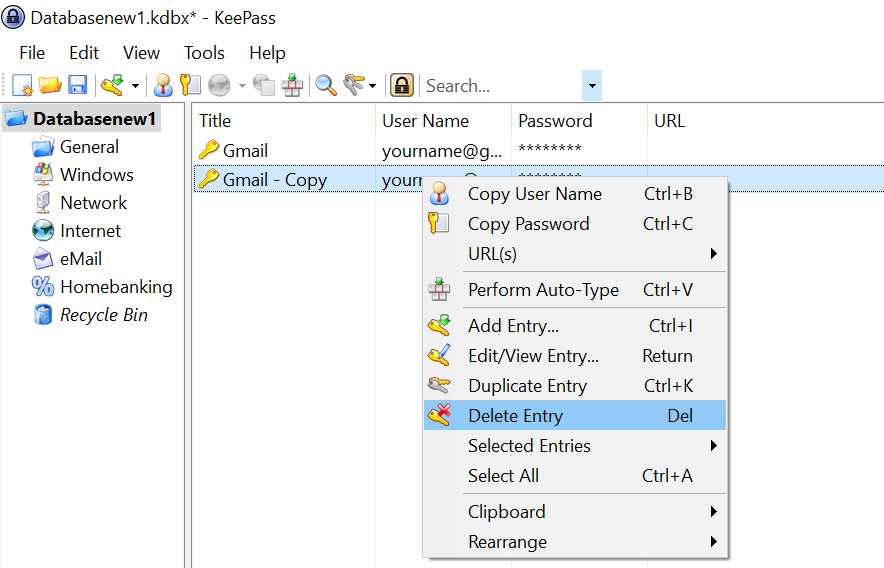 Databasenew1.kdbx* - KeePass
File Edit View Tools Help
Search...
Databasenew1
General
Windows
Network
Internet
eMail
Homebanking
Recycle Bin
Title User Name Password URL
Gmail yourname@g... ********
Gmail - Copy
Copy User Name Ctrl+B
Copy Password Ctrl+C
URL(s)
Perform Auto-Type Ctrl+V
Add Entry... Ctrl+I
Edit/View Entry... Return
Duplicate Entry Ctrl+K
Delete Entry Del
Selected Entries
Select All Ctrl+A
Clipboard
Rearrange